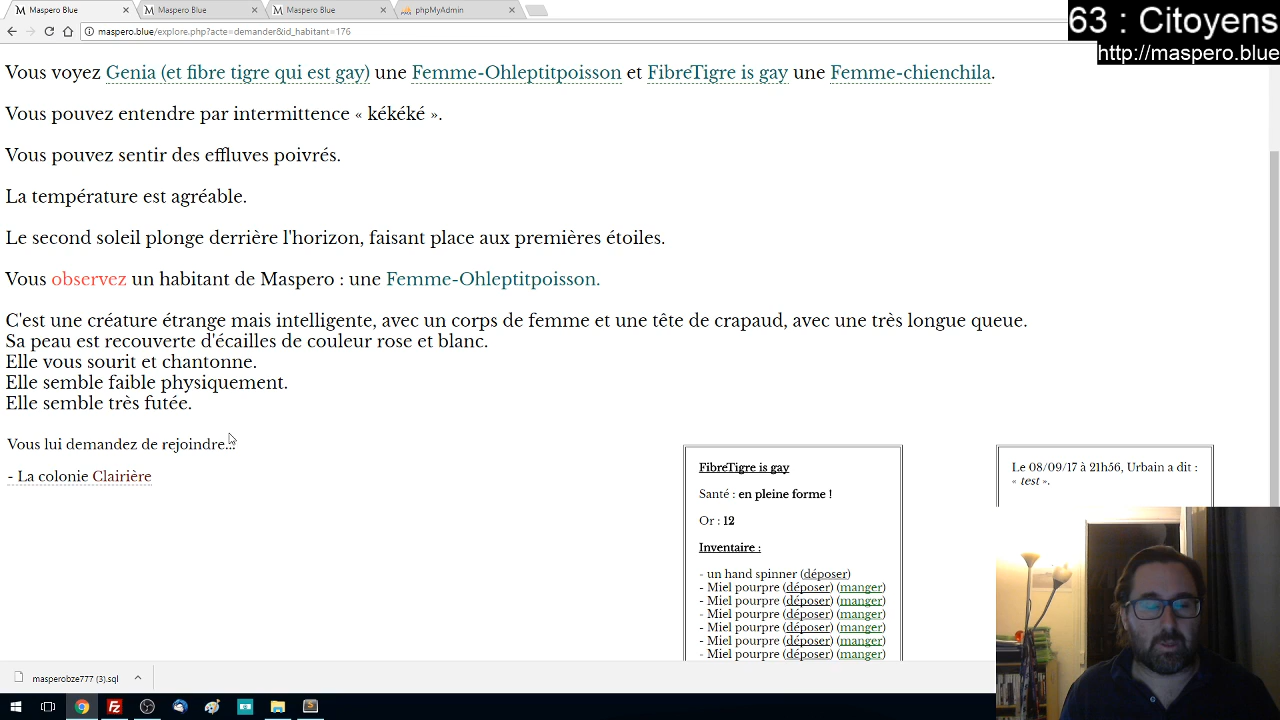 Maspero Blue
Maspero Blue
Maspero Blue
phpMyAdmin
maspero.blue/explore.php?acte=demander&id_habitant=176
63 : Citoyens
http://maspero.blue
Vous voyez Genia (et fibre tigre qui est gay) une Femme-Ohleptitpoisson et FibreTigre is gay une Femme-chienchila.
Vous pouvez entendre par intermittence « kékéké ».
Vous pouvez sentir des effluves poivrés.
La température est agréable.
Le second soleil plonge derrière l'horizon, faisant place aux premières étoiles.
Vous observez un habitant de Maspero : une Femme-Ohleptitpoisson.
C'est une créature étrange mais intelligente, avec un corps de femme et une tête de crapaud, avec une très longue queue.
Sa peau est recouverte d'écailles de couleur rose et blanc.
Elle vous sourit et chantonne.
Elle semble faible physiquement.
Elle semble très futée.
Vous lui demandez de rejoindre...
- La colonie Clairière
FibreTigre is gay
Santé : en pleine forme !
Or : 12
Inventaire :
- un hand spinner (déposer)
- Miel pourpre (déposer) (manger)
- Miel pourpre (déposer) (manger)
- Miel pourpre (déposer) (manger)
- Miel pourpre (déposer) (manger)
- Miel pourpre (déposer) (manger)
- Miel pourpre (déposer) (manger)
Le 08/09/17 à 21h56, Urbain a dit :
« test ».
masperobze777 (3).sql